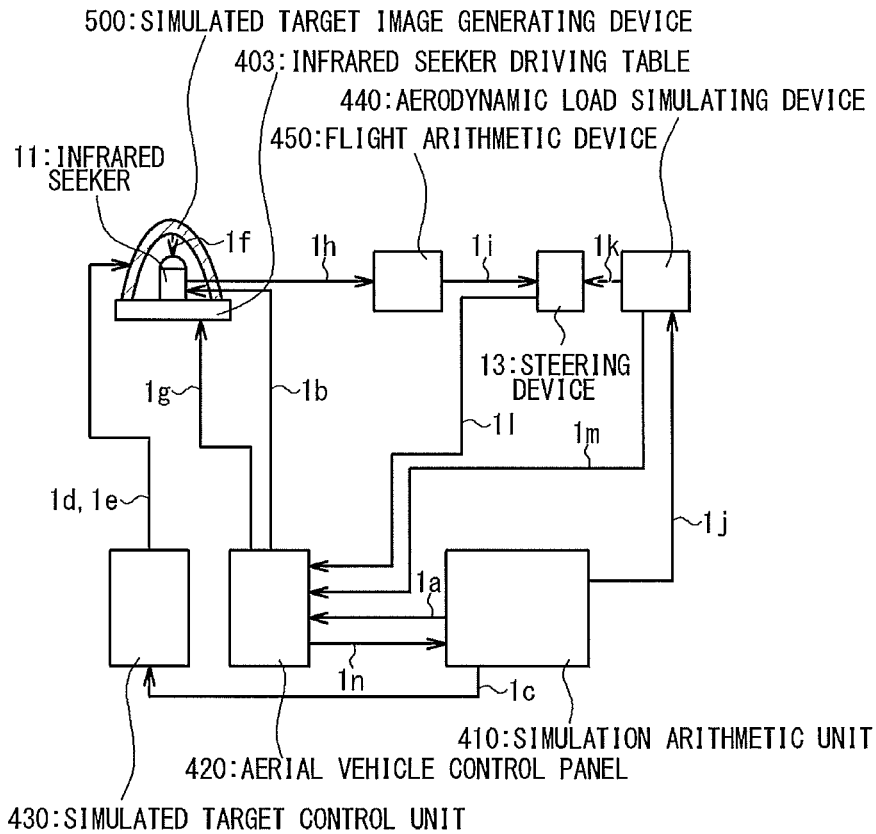 500:SIMULATED TARGET IMAGE GENERATING DEVICE
403:INFRARED SEEKER DRIVING TABLE
440:AERODYNAMIC LOAD SIMULATING DEVICE
450:FLIGHT ARITHMETIC DEVICE
11:INFRARED
SEEKER
1f
1h
1i
1k
13:STEERING
DEVICE
1g
1b
1l
1m
1d,1e
1j
1a
1n
1c
410:SIMULATION ARITHMETIC UNIT
420:AERIAL VEHICLE CONTROL PANEL
430:SIMULATED TARGET CONTROL UNIT